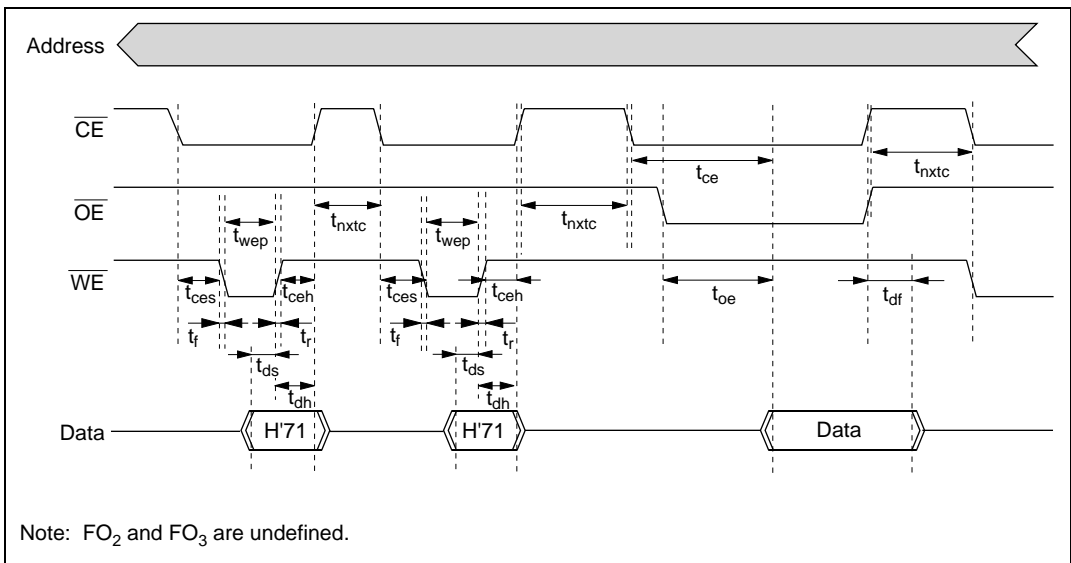 Address
CE
t_ce
t_nxtc
OE
t_wep t_nxtc t_wep t_nxtc
WE
t_ces t_ceh t_ces t_ceh t_oe t_df
t_f t_r t_f t_r
t_ds t_ds
t_dh t_dh
Data H'71 H'71 Data
Note: FO₂ and FO₃ are undefined.